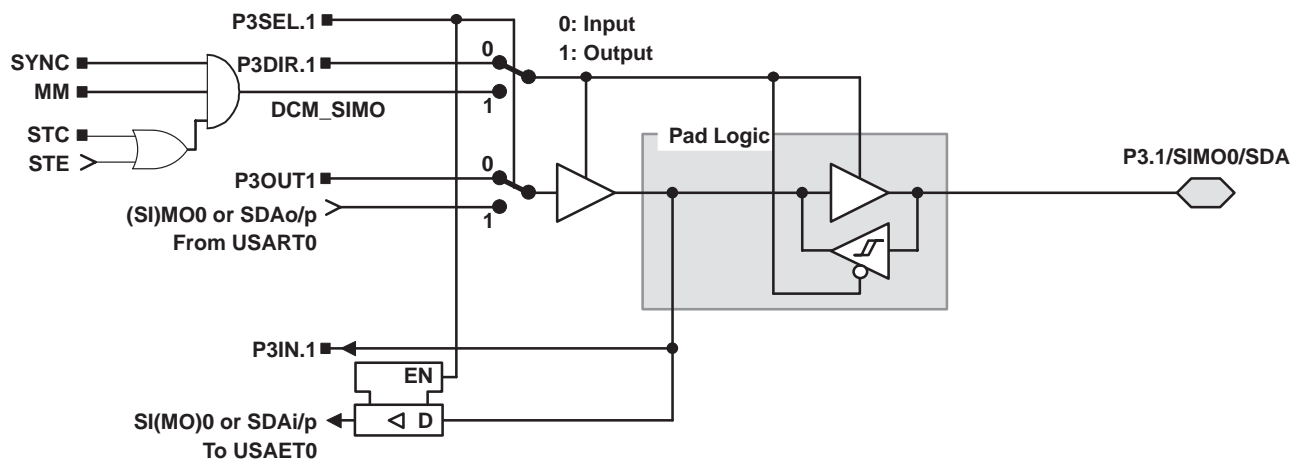 P3SEL.1
0: Input
1: Output
SYNC
P3DIR.1
0
MM
1
DCM_SIMO
STC
STE
Pad Logic
P3.1/SIMO0/SDA
0
P3OUT1
(SI)MO0 or SDAo/p
1
From USART0
P3IN.1
EN
SI(MO)0 or SDAi/p
D
To USAET0